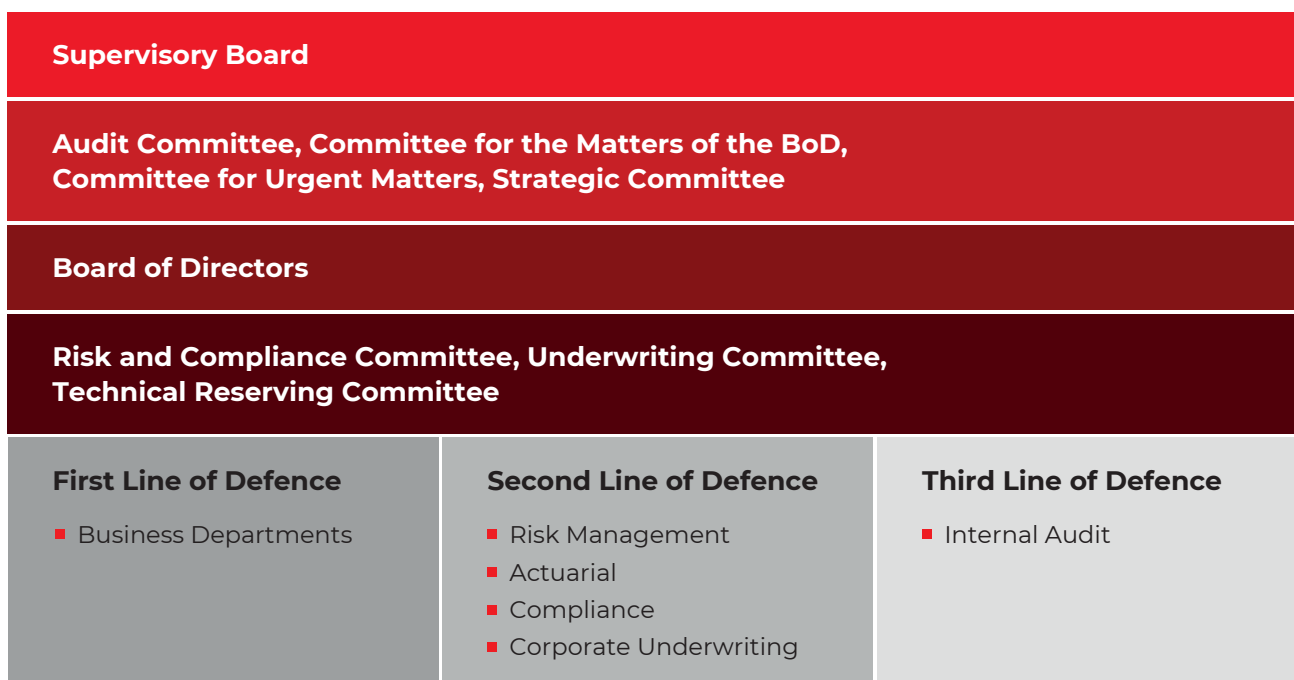 Supervisory Board
Audit Committee, Committee for the Matters of the BoD,
Committee for Urgent Matters, Strategic Committee
Board of Directors
Risk and Compliance Committee, Underwriting Committee,
Technical Reserving Committee
First Line of Defence
Business Departments
Second Line of Defence
Risk Management
Actuarial
Compliance
Corporate Underwriting
Third Line of Defence
Internal Audit